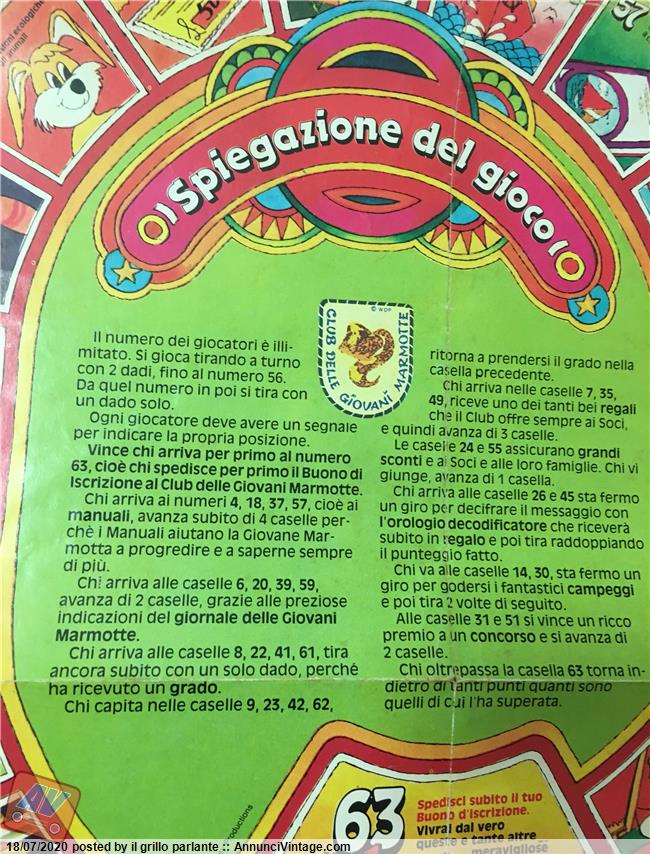 57
Spiegazione del gioco
© WDP
CLUB DELLE GIOVANI MARMOTTE
Il numero dei giocatori è illi-
mitato. Si gioca tirando a turno
con 2 dadi, fino al numero 56.
Da quel numero in poi si tira con
un dado solo.
Ogni giocatore deve avere un segnale
per indicare la propria posizione.
Vince chi arriva per primo al numero
63, cioè chi spedisce per primo il Buono di
Iscrizione al Club delle Giovani Marmotte.
Chi arriva ai numeri 4, 18, 37, 57, cioè ai
manuali, avanza subito di 4 caselle per-
chè i Manuali aiutano la Giovane Mar-
motta a progredire e a saperne sempre
di più.
Chi arriva alle caselle 6, 20, 39, 59,
avanza di 2 caselle, grazie alle preziose
indicazioni del giornale delle Giovani
Marmotte.
Chi arriva alle caselle 8, 22, 41, 61, tira
ancora subito con un solo dado, perché
ha ricevuto un grado.
Chi capita nelle caselle 9, 23, 42, 62,
ritorna a prendersi il grado nella
casella precedente.
Chi arriva nelle caselle 7, 35,
49, riceve uno dei tanti bei regali
che il Club offre sempre ai Soci,
e quindi avanza di 3 caselle.
Le caselle 24 e 55 assicurano grandi
sconti e ai Soci e alle loro famiglie. Chi vi
giunge, avanza di 1 casella.
Chi arriva alle caselle 26 e 45 sta fermo
un giro per decifrare il messaggio con
l'orologio decodificatore che riceverà
subito in regalo e poi tira raddoppiando
il punteggio fatto.
Chi va alle caselle 14, 30, sta fermo un
giro per godersi i fantastici campeggi
e poi tira 2 volte di seguito.
Alle caselle 31 e 51 si vince un ricco
premio a un concorso e si avanza di
2 caselle.
Chi oltrepassa la casella 63 torna in-
dietro di tanti punti quanti sono
quelli di cui l'ha superata.
63
Spedisci subito il tuo
Buono d'Iscrizione.
Vivrai dal vero
queste e tante altre
meravigliose
18/07/2020 posted by il grillo parlante :: AnnunciVintage.com